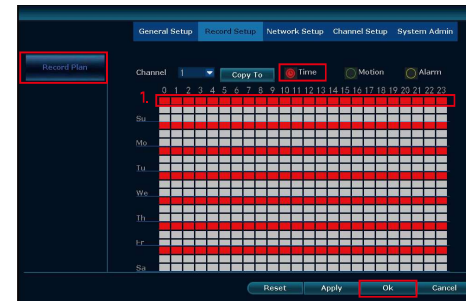 General Setup Record Setup Network Setup Channel Setup System Admin
Record Plan
Channel 1 Copy To Time Motion Alarm
0 1 2 3 4 5 6 7 8 9 10 11 12 13 14 15 16 17 18 19 20 21 22 23
1.
Su
Mo
Tu
We
Th
Fr
Sa
Reset Apply Ok Cancel